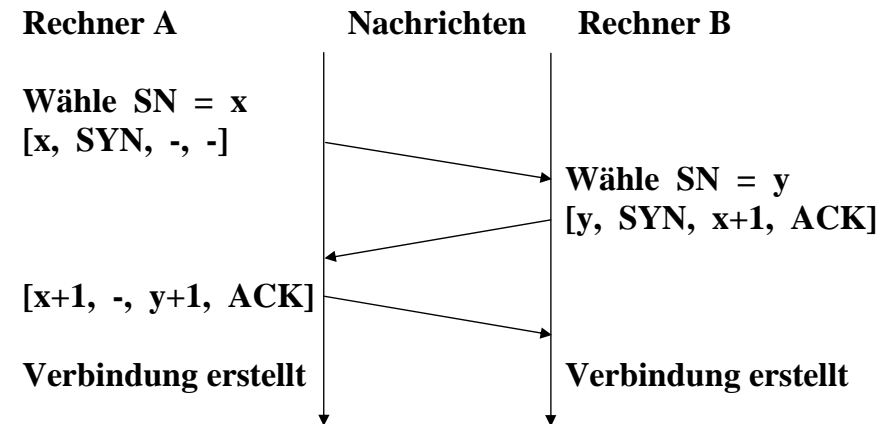 Rechner A Nachrichten Rechner B
Wähle SN = x
[x, SYN, -, -]
Wähle SN = y
[y, SYN, x+1, ACK]
[x+1, -, y+1, ACK]
Verbindung erstellt Verbindung erstellt